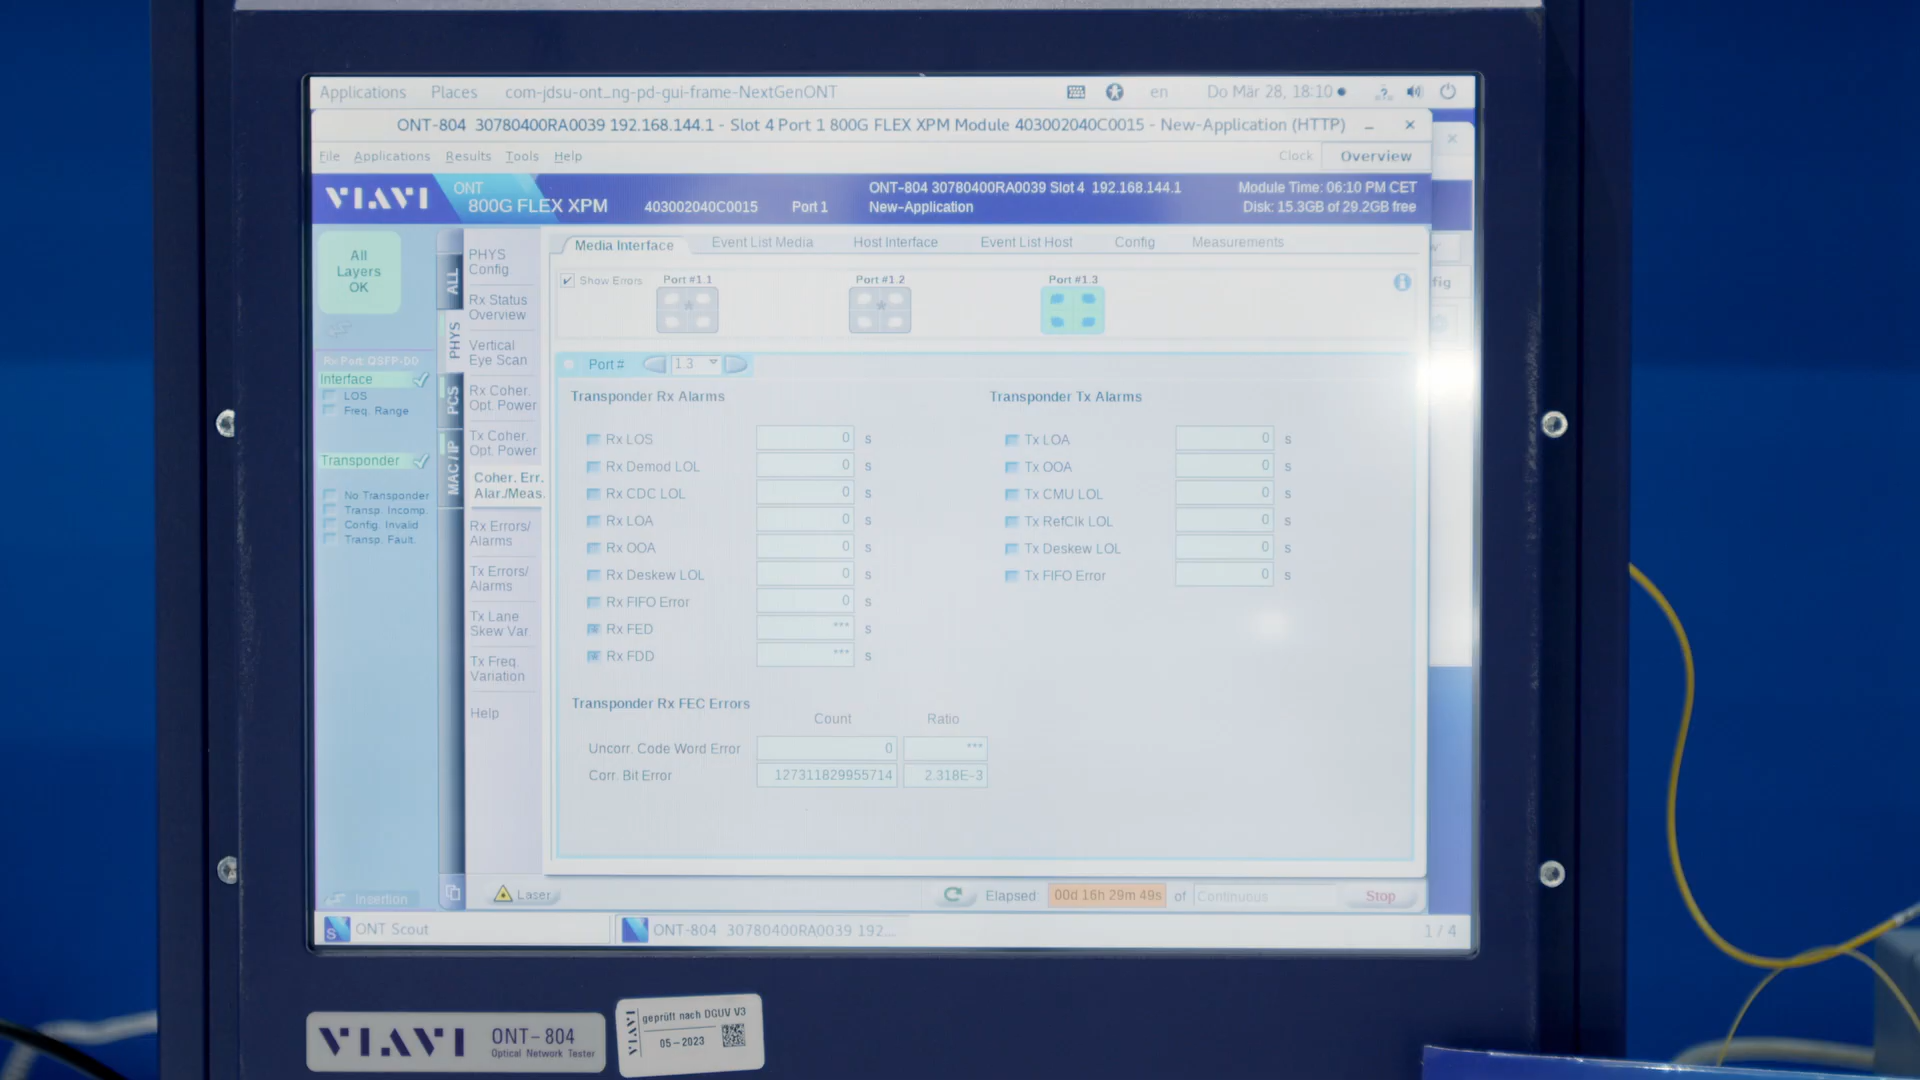 Applications Places com-jdsu-ont_ng-pd-gui-frame-NextGenONT en Do Mär 28, 18:10
ONT-804 30780400RA0039 192.168.144.1 - Slot 4 Port 1 800G FLEX XPM Module 403002040C0015 - New-Application (HTTP)
File Applications Results Tools Help Clock Overview
VIAVI ONT
800G FLEX XPM 403002040C0015 Port 1
ONT-804 30780400RA0039 Slot 4 192.168.144.1
New-Application
Module Time: 06:10 PM CET
Disk: 15.3GB of 29.2GB free
All
Layers
OK
Rx Port QSFP-DD
Interface
LOS
Freq. Range
Transponder
No Transponder
Transp. Incomp.
Config. Invalid
Transp. Fault.
Insertion
ALL
PHYS
PCS
MAC / IP
PHYS
Config
Rx Status
Overview
Vertical
Eye Scan
Rx Coher.
Opt. Power
Tx Coher.
Opt. Power
Coher. Err.
Alar./Meas.
Rx Errors/
Alarms
Tx Errors/
Alarms
Tx Lane
Skew Var.
Tx Freq.
Variation
Help
Media Interface Event List Media Host Interface Event List Host Config Measurements
Show Errors Port #1.1 Port #1.2 Port #1.3
fig
Port # 1.3
Transponder Rx Alarms
Rx LOS 0 s
Rx Demod LOL 0 s
Rx CDC LOL 0 s
Rx LOA 0 s
Rx OOA 0 s
Rx Deskew LOL 0 s
Rx FIFO Error 0 s
Rx FED *** s
Rx FDD *** s
Transponder Tx Alarms
Tx LOA 0 s
Tx OOA 0 s
Tx CMU LOL 0 s
Tx RefClk LOL 0 s
Tx Deskew LOL 0 s
Tx FIFO Error 0 s
Transponder Rx FEC Errors
Count Ratio
Uncorr. Code Word Error 0 ***
Corr. Bit Error 127311829955714 2.318E-3
Laser Elapsed 00d 16h 29m 49s of Continuous Stop
ONT Scout ONT-804 30780400RA0039 192... 1 / 4
VIAVI ONT-804
Optical Network Tester
VIAVI
geprüft nach DGUV V3
05-2023